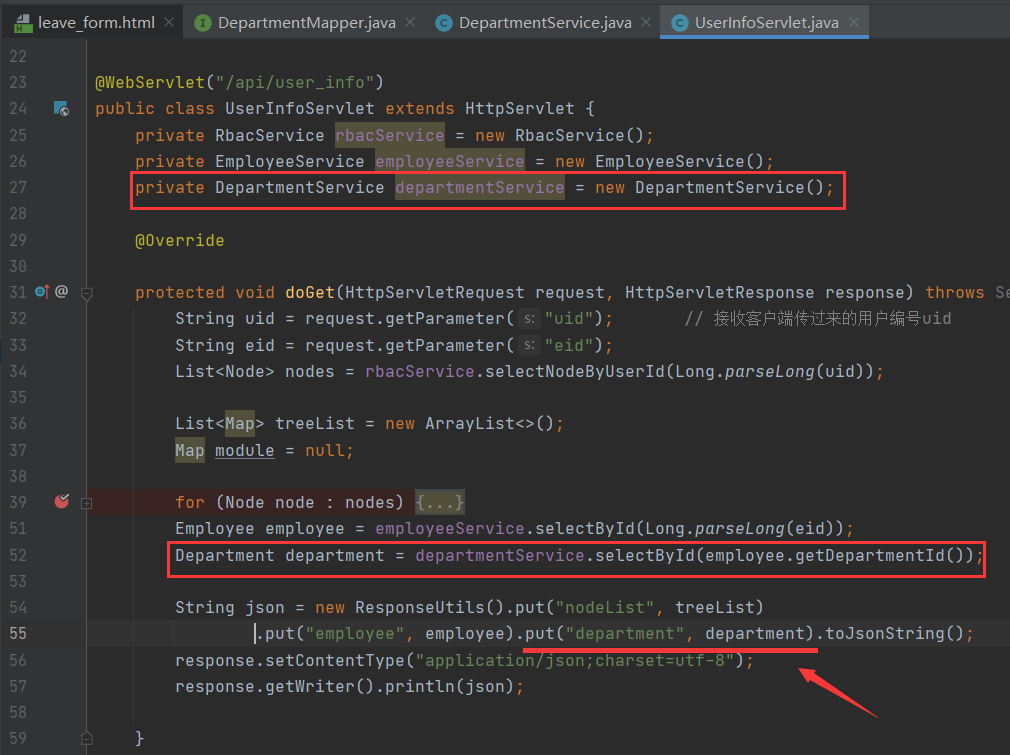 leave_form.html × DepartmentMapper.java × DepartmentService.java × UserInfoServlet.java ×
22
23 @WebServlet("/api/user_info")
24 public class UserInfoServlet extends HttpServlet {
25 private RbacService rbacService = new RbacService();
26 private EmployeeService employeeService = new EmployeeService();
27 private DepartmentService departmentService = new DepartmentService();
28
29 @Override
30
31 protected void doGet(HttpServletRequest request, HttpServletResponse response) throws Se
32 String uid = request.getParameter( s: "uid"); // 接收客户端传过来的用户编号uid
33 String eid = request.getParameter( s: "eid");
34 List<Node> nodes = rbacService.selectNodeByUserId(Long.parseLong(uid));
35
36 List<Map> treeList = new ArrayList<>();
37 Map module = null;
38
39 for (Node node : nodes) {...}
51 Employee employee = employeeService.selectById(Long.parseLong(eid));
52 Department department = departmentService.selectById(employee.getDepartmentId());
53
54 String json = new ResponseUtils().put("nodeList", treeList)
55 .put("employee", employee).put("department", department).toJsonString();
56 response.setContentType("application/json;charset=utf-8");
57 response.getWriter().println(json);
58
59 }